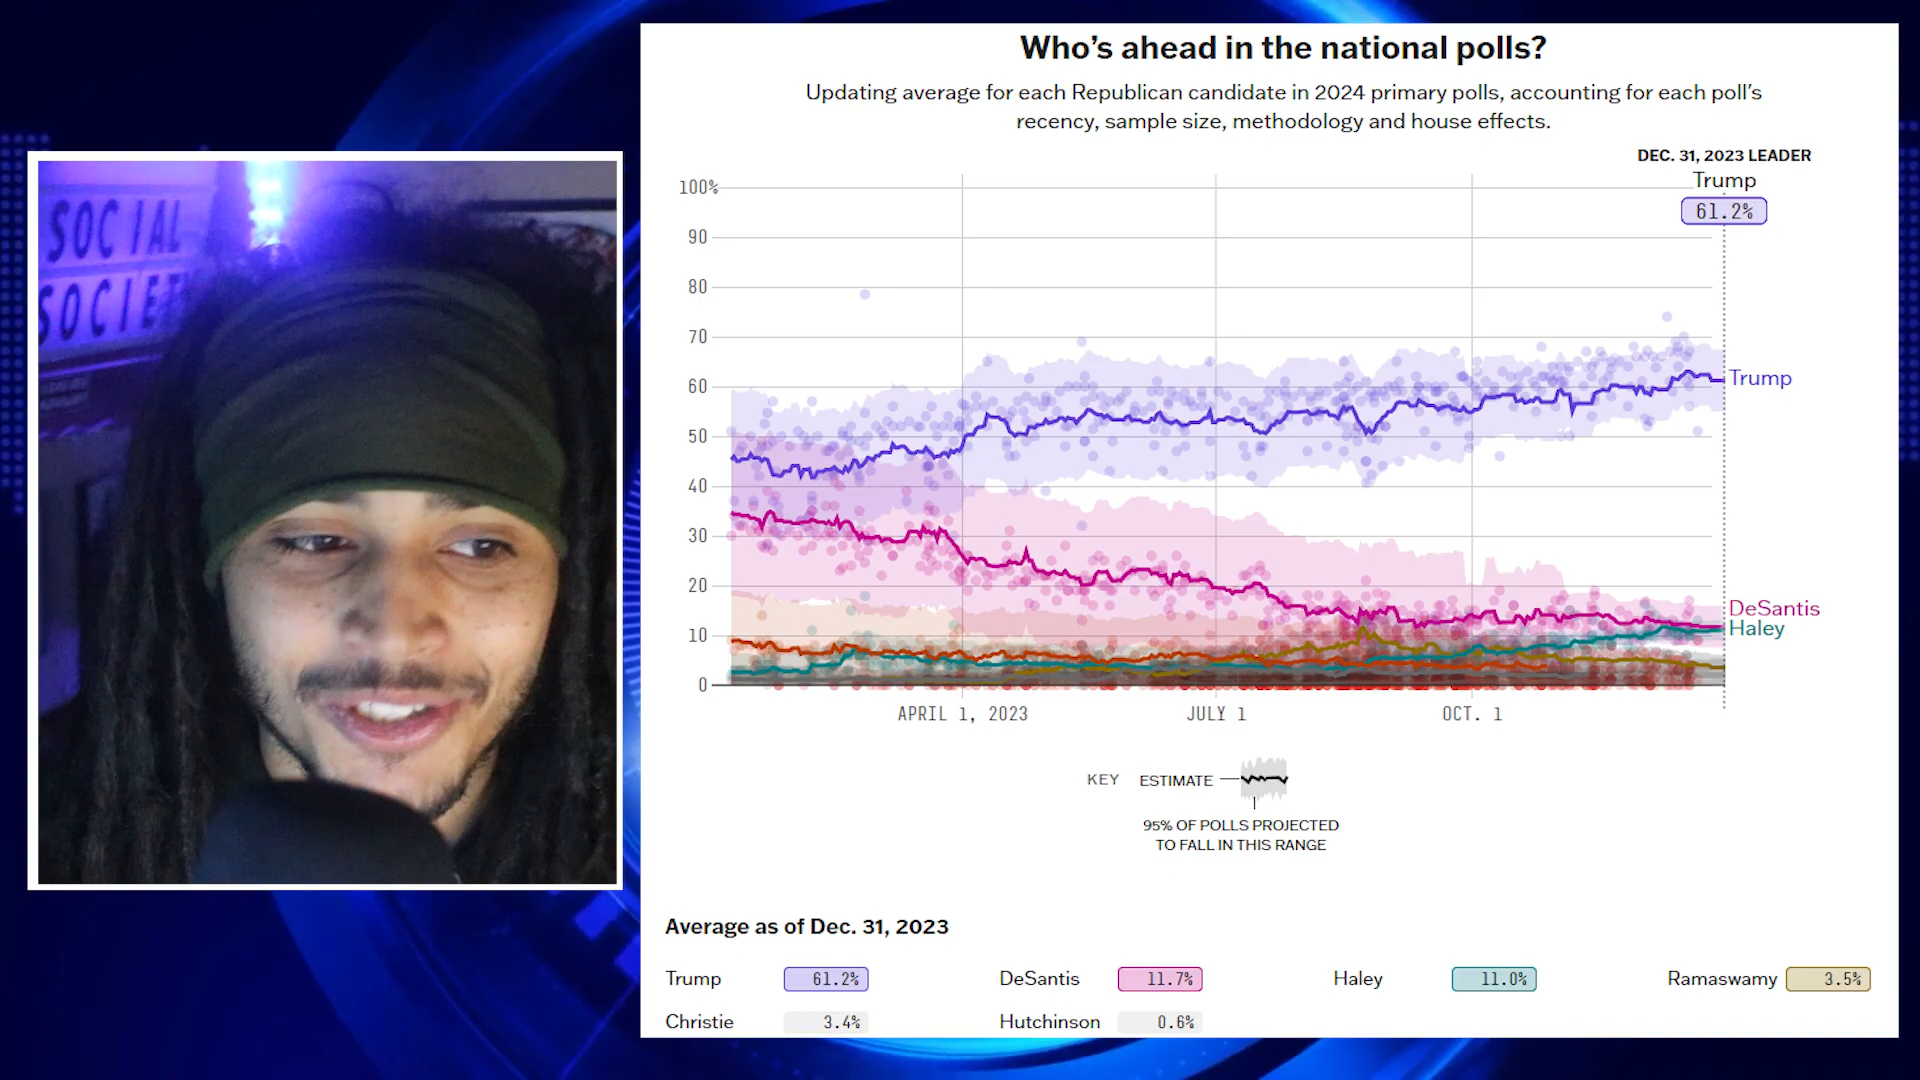 SOCIAL
SOCIET
Who's ahead in the national polls?
Updating average for each Republican candidate in 2024 primary polls, accounting for each poll's
recency, sample size, methodology and house effects.
DEC. 31, 2023 LEADER
Trump
61.2%
100%
90
80
70
60
50
40
30
20
10
0
Trump
DeSantis
Haley
APRIL 1, 2023
JULY 1
OCT. 1
KEY
ESTIMATE
95% OF POLLS PROJECTED
TO FALL IN THIS RANGE
Average as of Dec. 31, 2023
Trump 61.2% DeSantis 11.7% Haley 11.0% Ramaswamy 3.5%
Christie 3.4% Hutchinson 0.6%